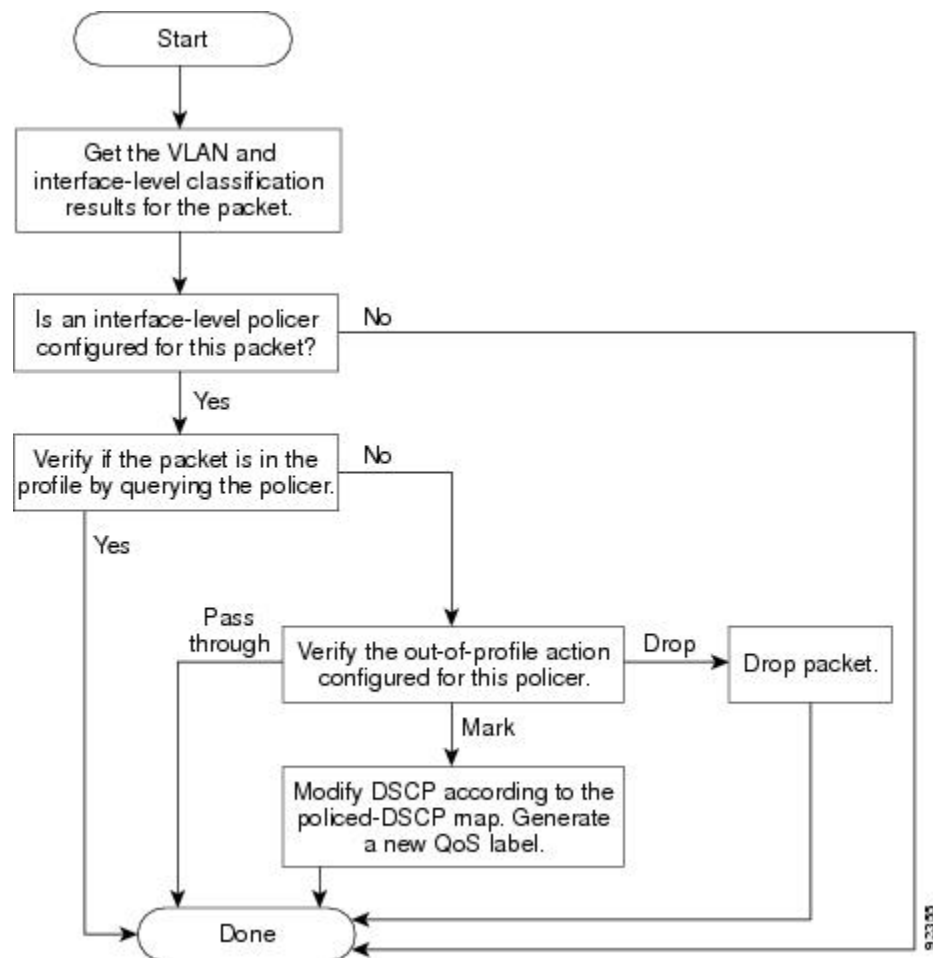 Start
Get the VLAN and
interface-level classification
results for the packet.
Is an interface-level policer
configured for this packet?
No
Yes
Verify if the packet is in the
profile by querying the policer.
No
Yes
Pass
through
Verify the out-of-profile action
configured for this policer.
Drop
Drop packet.
Mark
Modify DSCP according to the
policed-DSCP map. Generate
a new QoS label.
Done
92355